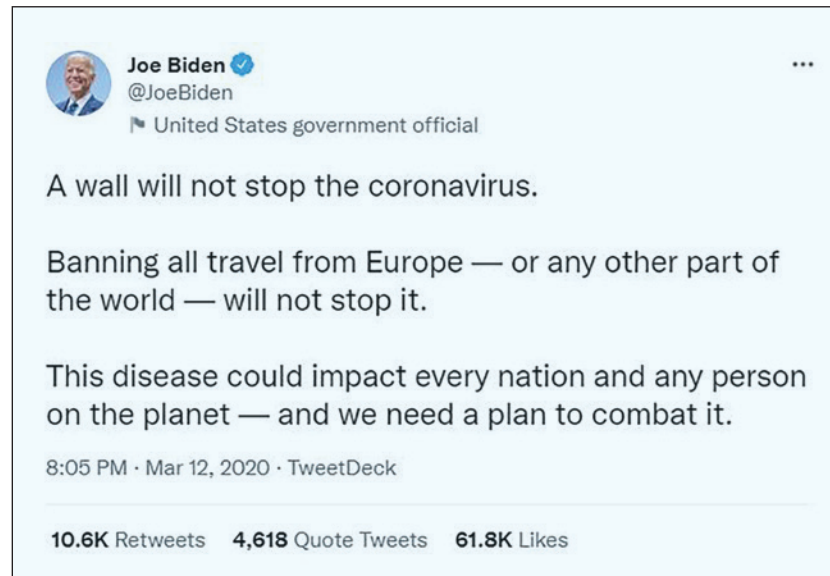 Joe Biden
@JoeBiden
United States government official
A wall will not stop the coronavirus.
Banning all travel from Europe — or any other part of
the world — will not stop it.
This disease could impact every nation and any person
on the planet — and we need a plan to combat it.
8:05 PM · Mar 12, 2020 · TweetDeck
10.6K Retweets 4,618 Quote Tweets 61.8K Likes